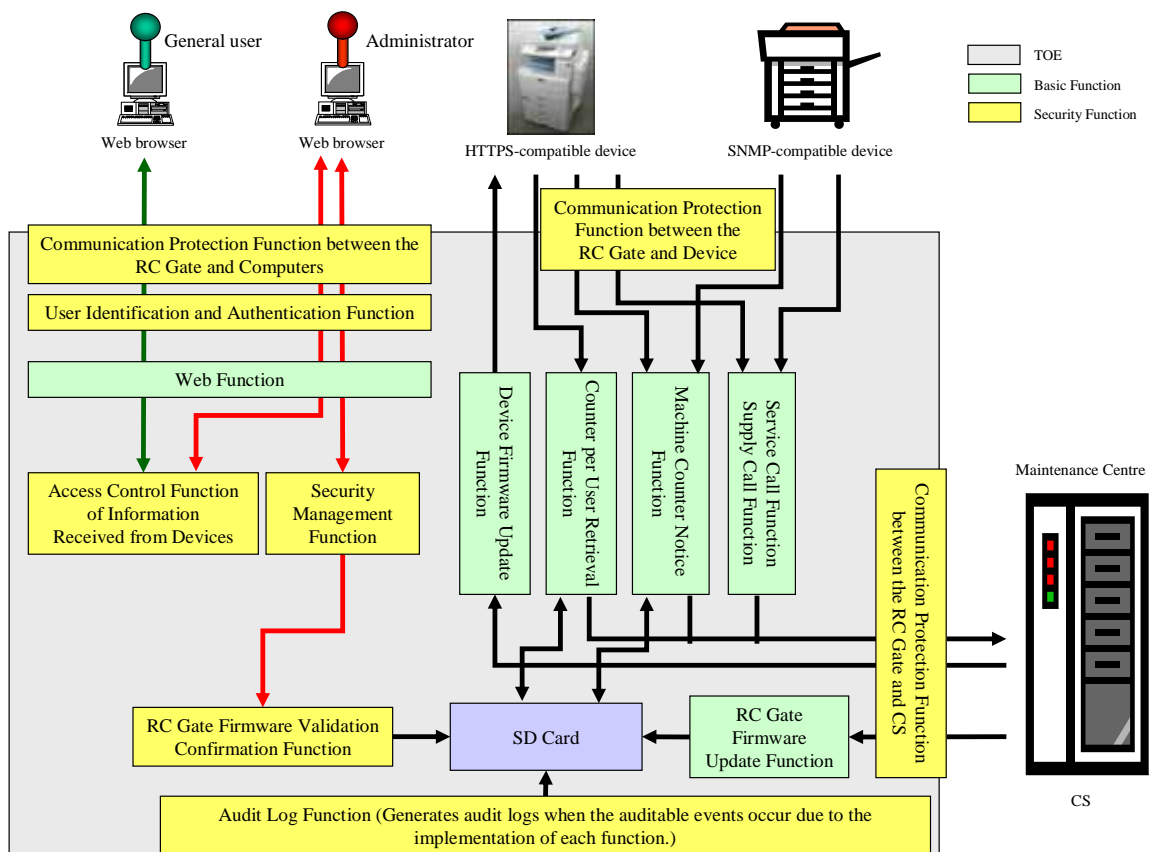 General user
Administrator
Web browser
Web browser
HTTPS-compatible device
SNMP-compatible device
TOE
Basic Function
Security Function
Communication Protection Function between the
RC Gate and Computers
Communication Protection
Function between the
RC Gate and Device
User Identification and Authentication Function
Web Function
Access Control Function
of Information
Received from Devices
Security
Management
Function
Device Firmware Update
Function
Counter per User Retrieval
Function
Machine Counter Notice
Function
Service Call Function
Supply Call Function
Communication Protection Function
between the RC Gate and CS
Maintenance Centre
CS
RC Gate Firmware Validation
Confirmation Function
SD Card
RC Gate
Firmware
Update Function
Audit Log Function (Generates audit logs when the auditable events occur due to the
implementation of each function.)